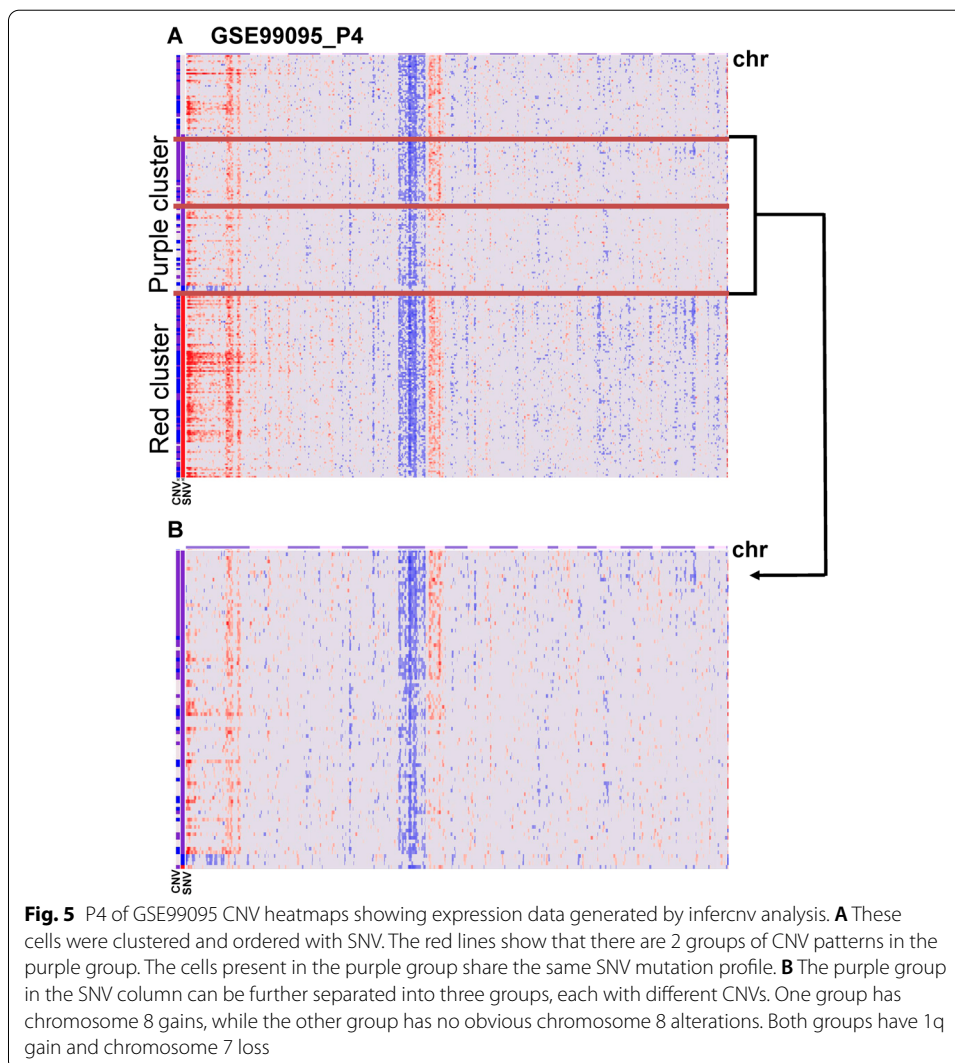 A GSE99095_P4
chr
Purple cluster
Red cluster
CNV
SNV
B
chr
CNV
SNV
Fig. 5 P4 of GSE99095 CNV heatmaps showing expression data generated by infercnv analysis. A These
cells were clustered and ordered with SNV. The red lines show that there are 2 groups of CNV patterns in the
purple group. The cells present in the purple group share the same SNV mutation profile. B The purple group
in the SNV column can be further separated into three groups, each with different CNVs. One group has
chromosome 8 gains, while the other group has no obvious chromosome 8 alterations. Both groups have 1q
gain and chromosome 7 loss